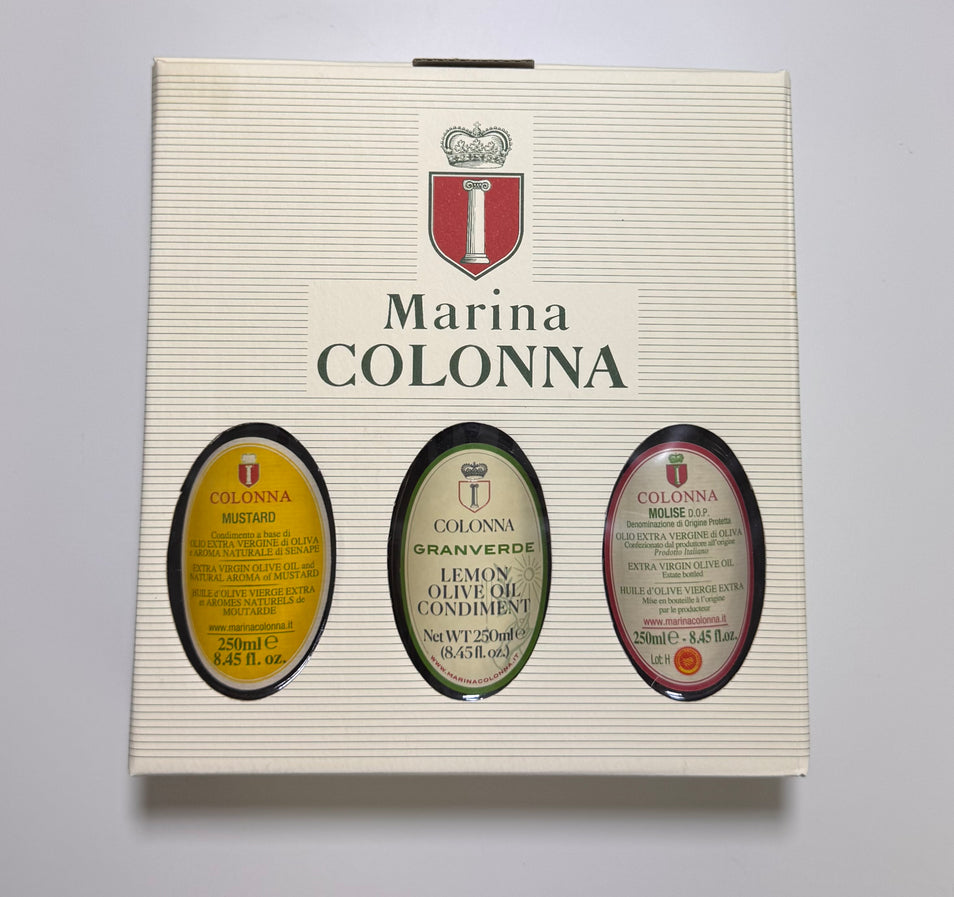 Marina
COLONNA
COLONNA
MUSTARD
Condimento a base di
OLIO EXTRA VERGINE di OLIVA
e AROMA NATURALE di SENAPE
EXTRA VIRGIN OLIVE OIL and
NATURAL AROMA of MUSTARD
HUILE d'OLIVE VIERGE EXTRA
et AROMES NATURELS de
MOUTARDE
www.marinacolonna.it
250ml e
8.45 fl. oz.
COLONNA
GRANVERDE
LEMON
OLIVE OIL
CONDIMENT
Net WT 250ml e
(8.45 fl. oz.)
WWW.MARINACOLONNA.IT
COLONNA
MOLISE D.O.P.
Denominazione di Origine Protetta
OLIO EXTRA VERGINE di OLIVA
Confezionato dal produttore all'origine
Prodotto Italiano
EXTRA VIRGIN OLIVE OIL
Estate bottled
HUILE d'OLIVE VIERGE EXTRA
Mise en bouteille à l'origine
par le producteur
www.marinacolonna.it
250ml e - 8.45 fl. oz.
Lot: H